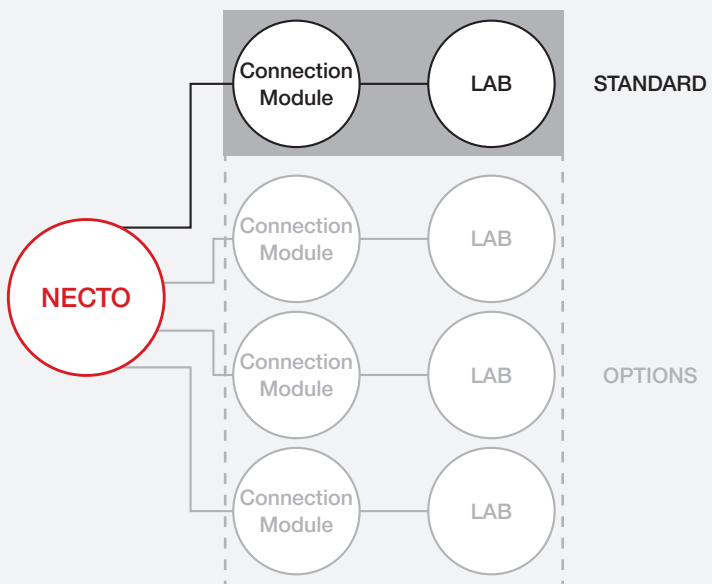 Connection
Module
LAB
STANDARD
Connection
Module
LAB
NECTO
Connection
Module
LAB
OPTIONS
Connection
Module
LAB